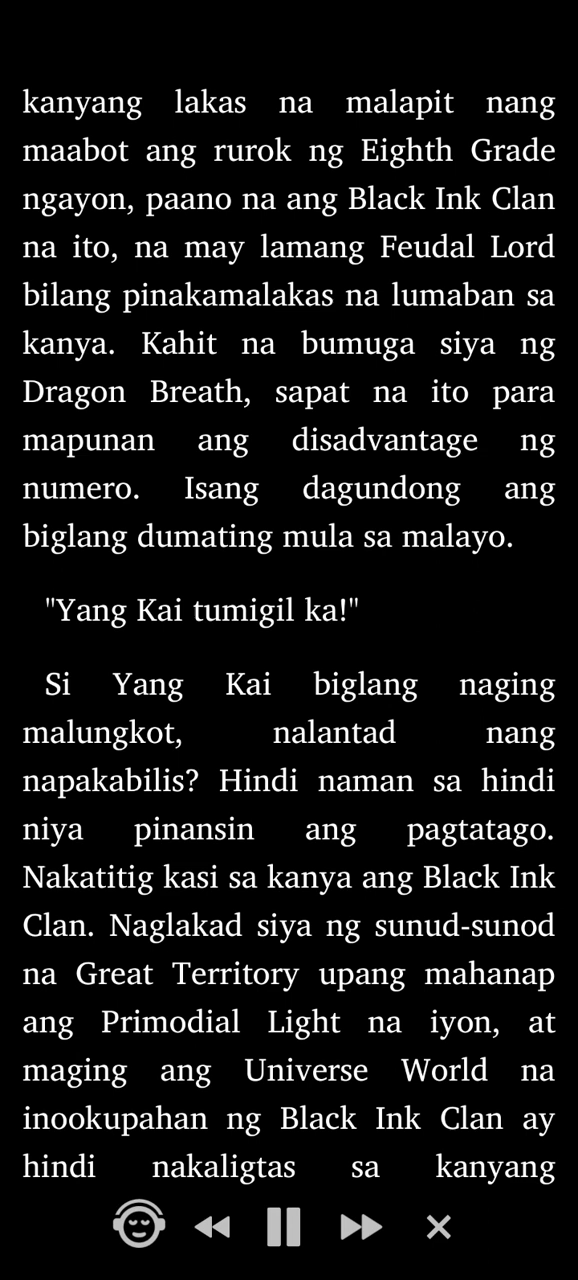 kanyang lakas na malapit nang
maabot ang rurok ng Eighth Grade
ngayon, paano na ang Black Ink Clan
na ito, na may lamang Feudal Lord
bilang pinakamalakas na lumaban sa
kanya. Kahit na bumuga siya ng
Dragon Breath, sapat na ito para
mapunan ang disadvantage ng
numero. Isang dagundong ang
biglang dumating mula sa malayo.
"Yang Kai tumigil ka!"
Si Yang Kai biglang naging
malungkot, nalantad nang
napakabilis? Hindi naman sa hindi
niya pinansin ang pagtatago.
Nakatitig kasi sa kanya ang Black Ink
Clan. Naglakad siya ng sunud-sunod
na Great Territory upang mahanap
ang Primodial Light na iyon, at
maging ang Universe World na
inookupahan ng Black Ink Clan ay
hindi nakaligtas sa kanyang